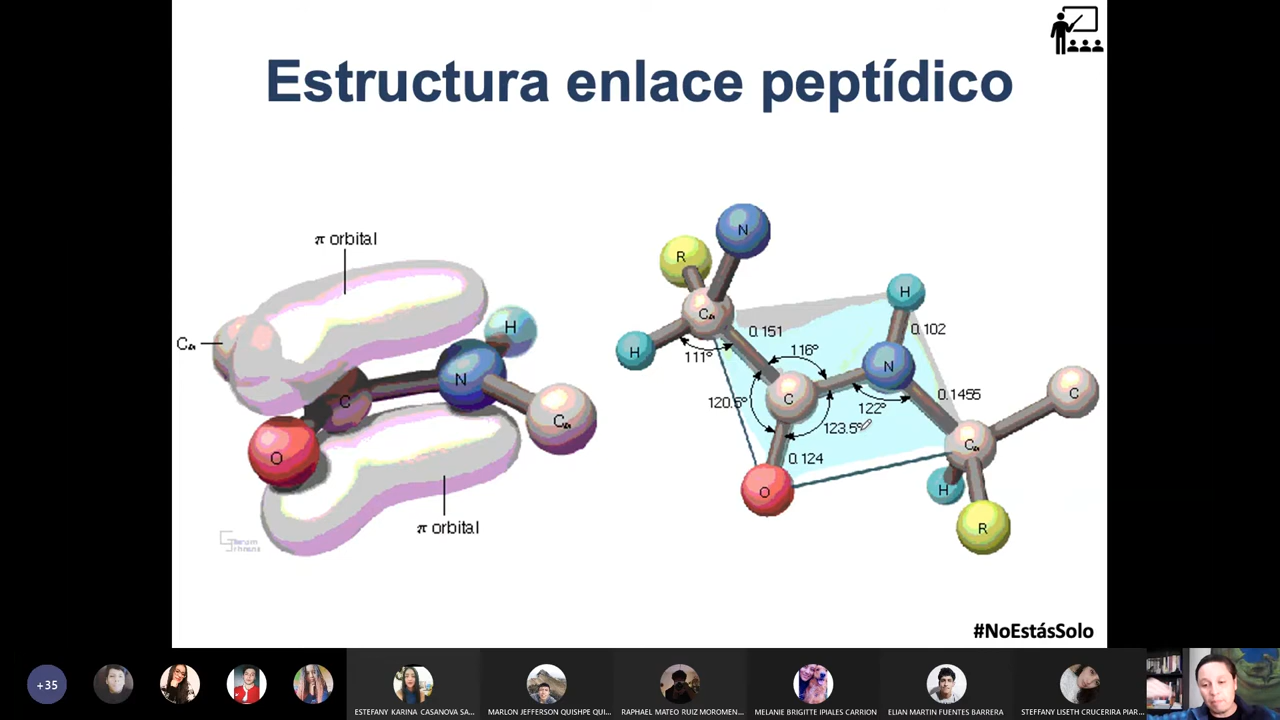 Estructura enlace peptídico
π orbital
Cα
C
N
H
Cα
O
π orbital
N
R
Cα
H
111°
0.151
116°
H
0.102
N
C
120.5°
122°
0.1455
C
123.5°
0.124
Cα
O
H
R
#NoEstásSolo
+35
ESTEFANY KARINA CASANOVA SA...
MARLON JEFFERSON QUISHPE QUI...
RAPHAEL MATEO RUIZ MOROMEN...
MELANIE BRIGITTE IPIALES CARRION
ELIAN MARTIN FUENTES BARRERA
STEFFANY LISETH CRUCERIRA PIAR...